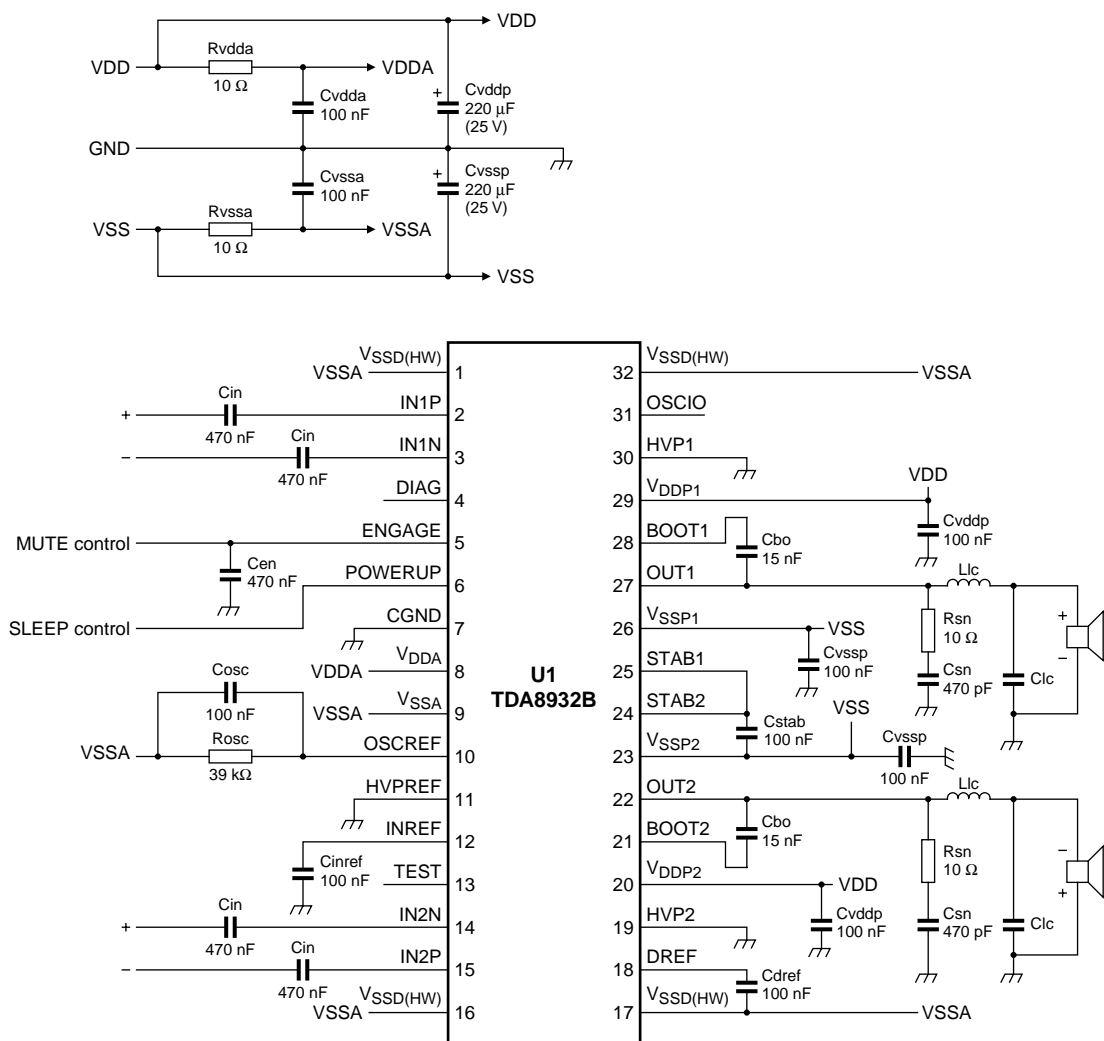 VDD
Rvdda
VDD
VDDA
10 Ω
Cvdda
100 nF
+
Cvddp
220 µF
(25 V)
GND
Cvssa
100 nF
+
Cvssp
220 µF
(25 V)
Rvssa
VSS
VSSA
10 Ω
VSS
VSSD(HW)
VSSA
1
Cin
+
IN1P
2
470 nF
Cin
−
IN1N
3
470 nF
DIAG
4
MUTE control
ENGAGE
5
Cen
470 nF
POWERUP
6
SLEEP control
CGND
7
VDDA
VDDA
8
Cosc
100 nF
VSSA
VSSA
9
VSSA
Rosc
39 kΩ
OSCREF
10
HVPREF
11
INREF
12
Cinref
100 nF
TEST
13
Cin
+
IN2N
14
470 nF
Cin
−
IN2P
15
470 nF
VSSD(HW)
VSSA
16
U1
TDA8932B
VSSD(HW)
32
VSSA
OSCIO
31
HVP1
30
VDD
VDDP1
29
Cvddp
100 nF
BOOT1
28
Cbo
15 nF
OUT1
27
Llc
Rsn
10 Ω
+
−
VSSP1
26
VSS
Cvssp
100 nF
STAB1
25
Csn
470 pF
Clc
STAB2
24
Cstab
100 nF
VSS
VSSP2
23
Cvssp
100 nF
OUT2
22
Llc
Cbo
15 nF
BOOT2
21
Rsn
10 Ω
−
+
VDDP2
20
VDD
Cvddp
100 nF
Csn
470 pF
Clc
HVP2
19
DREF
18
Cdref
100 nF
VSSD(HW)
17
VSSA